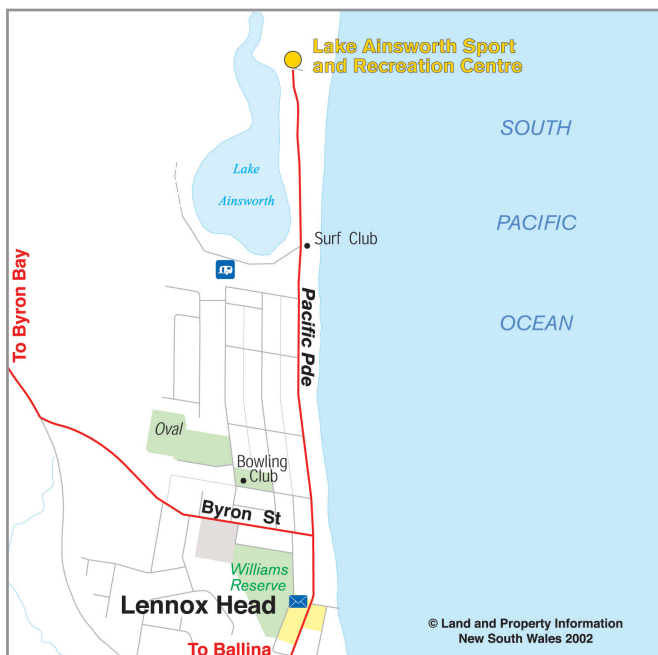 Lake Ainsworth Sport
and Recreation Centre
SOUTH
Lake
Ainsworth
PACIFIC
Surf Club
To Byron Bay
Pacific Pde
OCEAN
Oval
Bowling
Club
Byron St
Williams
Reserve
Lennox Head
© Land and Property Information
New South Wales 2002
To Ballina